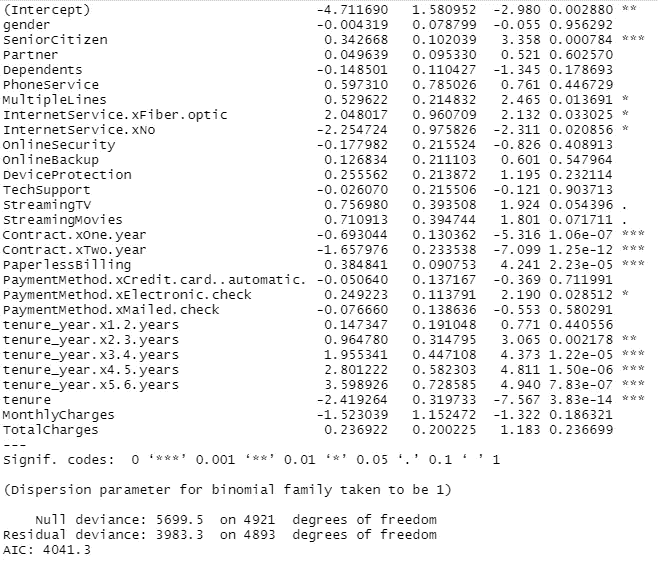 (Intercept) -4.711690 1.580952 -2.980 0.002880 **
gender -0.004319 0.078799 -0.055 0.956292
SeniorCitizen 0.342668 0.102039 3.358 0.000784 ***
Partner 0.049639 0.095330 0.521 0.602570
Dependents -0.148501 0.110427 -1.345 0.178693
PhoneService 0.597310 0.785026 0.761 0.446729
MultipleLines 0.529622 0.214832 2.465 0.013691 *
InternetService.xFiber.optic 2.048017 0.960709 2.132 0.033025 *
InternetService.xNo -2.254724 0.975826 -2.311 0.020856 *
OnlineSecurity -0.177982 0.215524 -0.826 0.408913
OnlineBackup 0.126834 0.211103 0.601 0.547964
DeviceProtection 0.255562 0.213872 1.195 0.232114
TechSupport -0.026070 0.215506 -0.121 0.903713
StreamingTV 0.756980 0.393508 1.924 0.054396 .
StreamingMovies 0.710913 0.394744 1.801 0.071711 .
Contract.xOne.year -0.693044 0.130362 -5.316 1.06e-07 ***
Contract.xTwo.year -1.657976 0.233538 -7.099 1.25e-12 ***
PaperlessBilling 0.384841 0.090753 4.241 2.23e-05 ***
PaymentMethod.xCredit.card..automatic. -0.050640 0.137167 -0.369 0.711991
PaymentMethod.xElectronic.check 0.249223 0.113791 2.190 0.028512 *
PaymentMethod.xMailed.check -0.076660 0.138636 -0.553 0.580291
tenure_year.x1.2.years 0.147347 0.191048 0.771 0.440556
tenure_year.x2.3.years 0.964780 0.314795 3.065 0.002178 **
tenure_year.x3.4.years 1.955341 0.447108 4.373 1.22e-05 ***
tenure_year.x4.5.years 2.801222 0.582303 4.811 1.50e-06 ***
tenure_year.x5.6.years 3.598926 0.728585 4.940 7.83e-07 ***
tenure -2.419264 0.319733 -7.567 3.83e-14 ***
MonthlyCharges -1.523039 1.152472 -1.322 0.186321
TotalCharges 0.236922 0.200225 1.183 0.236699
---
Signif. codes: 0 ‘***’ 0.001 ‘**’ 0.01 ‘*’ 0.05 ‘.’ 0.1 ‘ ’ 1
(Dispersion parameter for binomial family taken to be 1)
Null deviance: 5699.5 on 4921 degrees of freedom
Residual deviance: 3983.3 on 4893 degrees of freedom
AIC: 4041.3